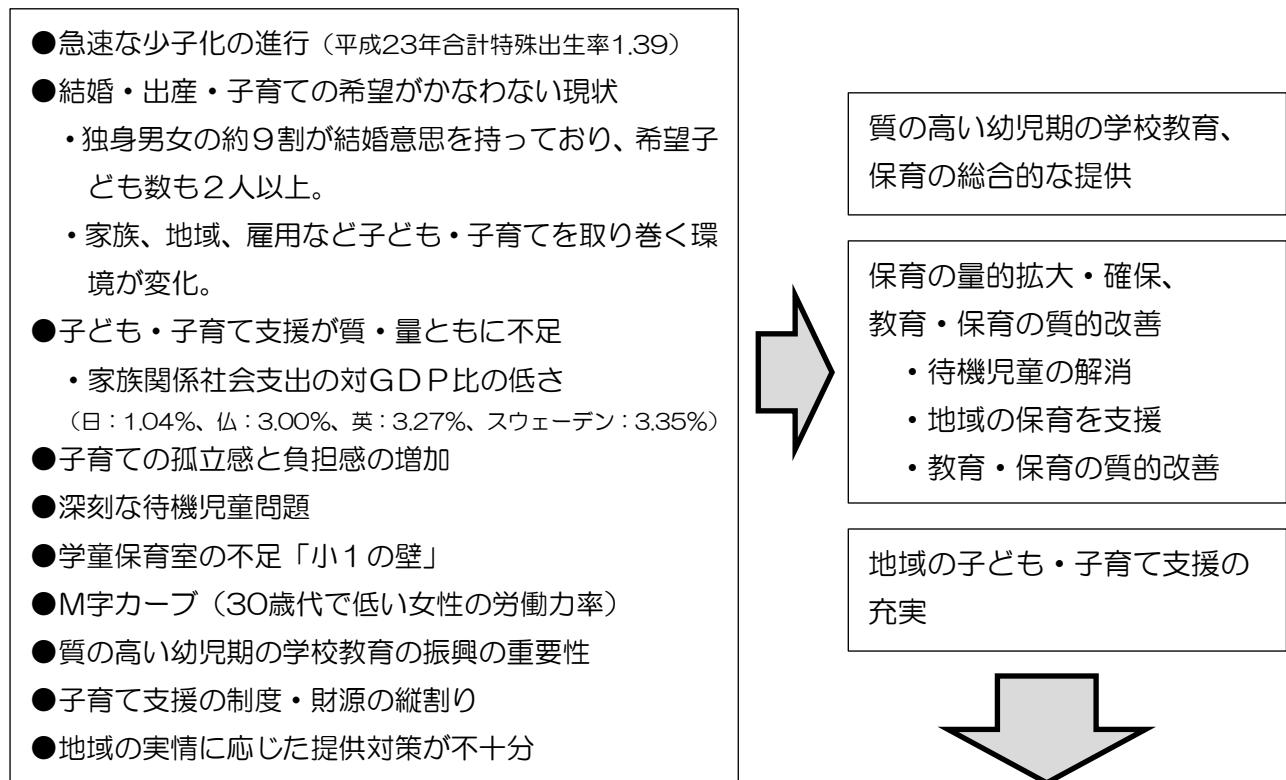 ●急速な少子化の進行（平成23年合計特殊出生率1.39）
●結婚・出産・子育ての希望がかなわない現状
・独身男女の約９割が結婚意思を持っており、希望子
ども数も２人以上。
・家族、地域、雇用など子ども・子育てを取り巻く環
境が変化。
●子ども・子育て支援が質・量ともに不足
・家族関係社会支出の対ＧＤＰ比の低さ
（日：1.04%、仏：3.00%、英：3.27%、スウェーデン：3.35%）
●子育ての孤立感と負担感の増加
●深刻な待機児童問題
●学童保育室の不足「小１の壁」
●M字カーブ（30歳代で低い女性の労働力率）
●質の高い幼児期の学校教育の振興の重要性
●子育て支援の制度・財源の縦割り
●地域の実情に応じた提供対策が不十分
質の高い幼児期の学校教育、
保育の総合的な提供
保育の量的拡大・確保、
教育・保育の質的改善
・待機児童の解消
・地域の保育を支援
・教育・保育の質的改善
地域の子ども・子育て支援の
充実